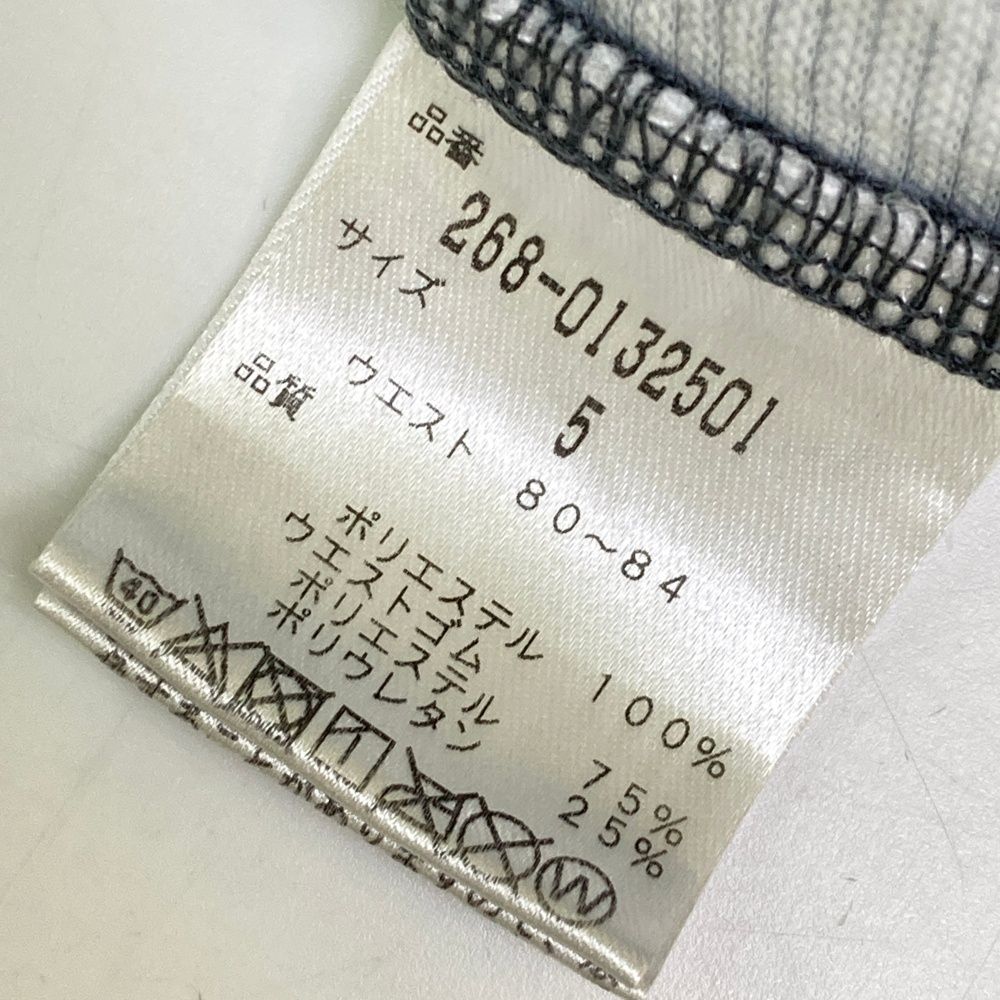 品番
268-0132501
サイズ 5
ウエスト 80〜84
品質
ポリエステル 100%
ウエストゴム
ポリエステル 75%
ポリウレタン 25%
40
W